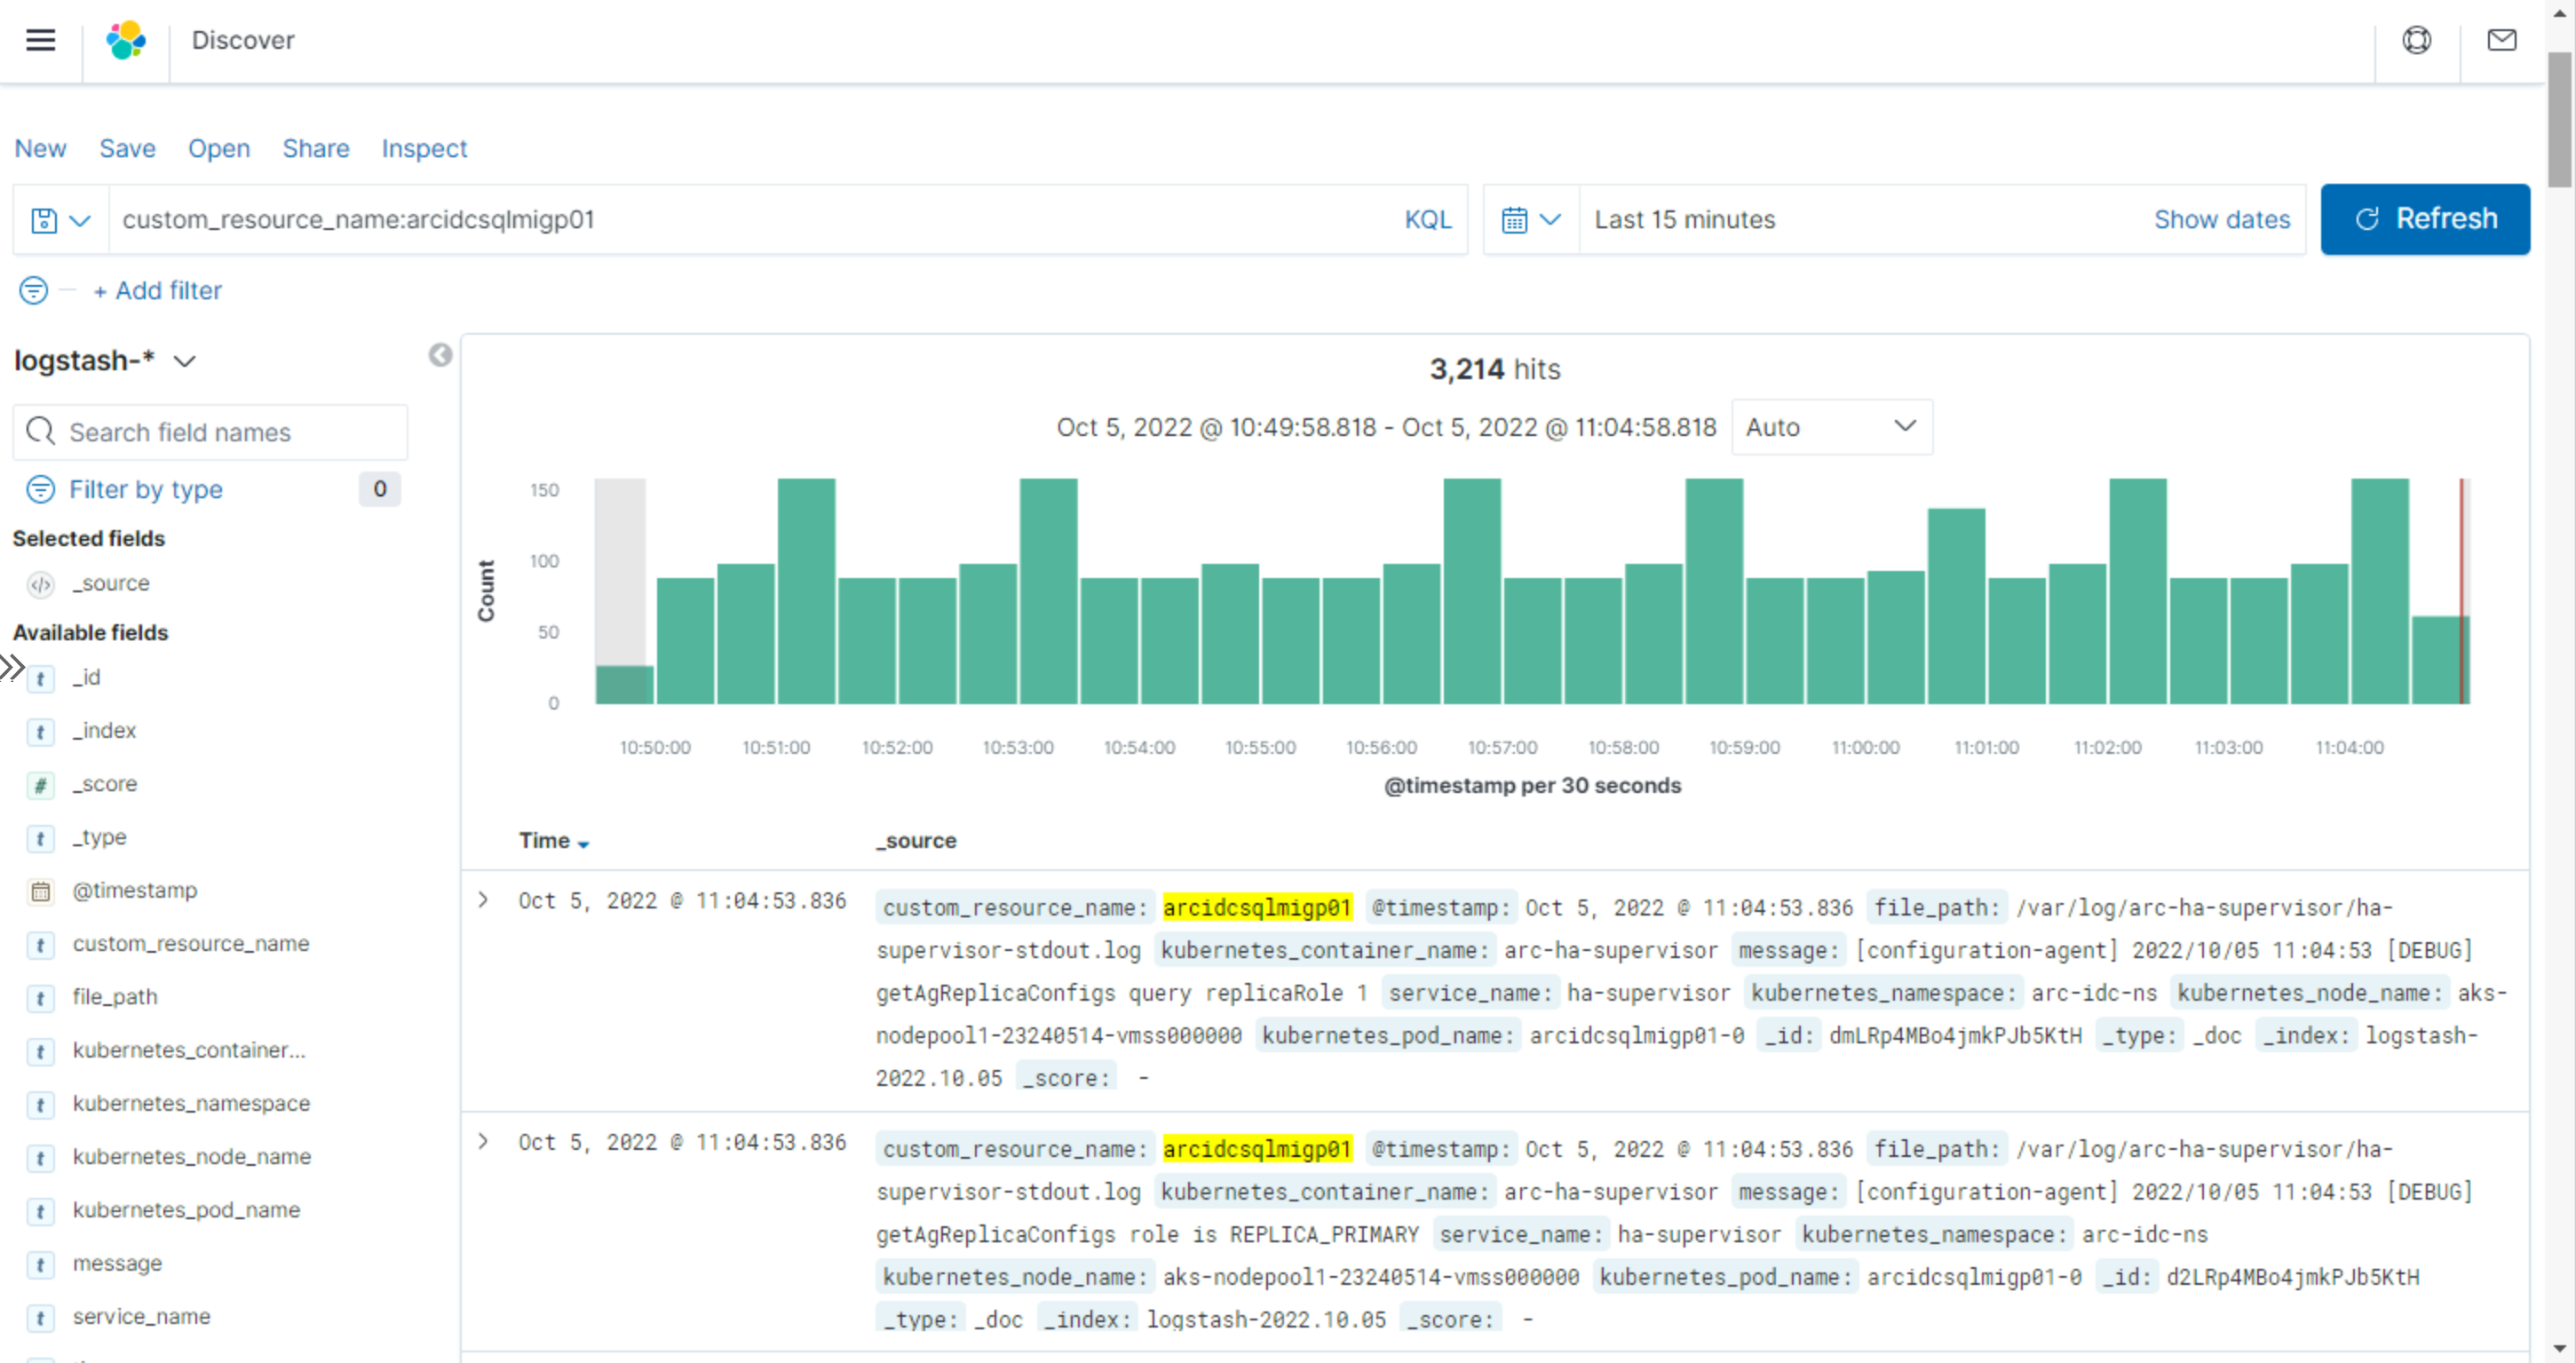 Discover
New Save Open Share Inspect
custom_resource_name:arcidcsqlmigp01 KQL Last 15 minutes Show dates Refresh
+ Add filter
logstash-*
Search field names
Filter by type 0
Selected fields
_source
Available fields
t _id
t _index
# _score
t _type
@timestamp
t custom_resource_name
t file_path
t kubernetes_container...
t kubernetes_namespace
t kubernetes_node_name
t kubernetes_pod_name
t message
t service_name
3,214 hits
Oct 5, 2022 @ 10:49:58.818 - Oct 5, 2022 @ 11:04:58.818 Auto
Count
150
100
50
0
10:50:00 10:51:00 10:52:00 10:53:00 10:54:00 10:55:00 10:56:00 10:57:00 10:58:00 10:59:00 11:00:00 11:01:00 11:02:00 11:03:00 11:04:00
@timestamp per 30 seconds
Time _source
Oct 5, 2022 @ 11:04:53.836 custom_resource_name: arcidcsqlmigp01 @timestamp: Oct 5, 2022 @ 11:04:53.836 file_path: /var/log/arc-ha-supervisor/ha-
supervisor-stdout.log kubernetes_container_name: arc-ha-supervisor message: [configuration-agent] 2022/10/05 11:04:53 [DEBUG]
getAgReplicaConfigs query replicaRole 1 service_name: ha-supervisor kubernetes_namespace: arc-idc-ns kubernetes_node_name: aks-
nodepool1-23240514-vmss000000 kubernetes_pod_name: arcidcsqlmigp01-0 _id: dmLRp4MBo4jmkPJb5KtH _type: _doc _index: logstash-
2022.10.05 _score: -
Oct 5, 2022 @ 11:04:53.836 custom_resource_name: arcidcsqlmigp01 @timestamp: Oct 5, 2022 @ 11:04:53.836 file_path: /var/log/arc-ha-supervisor/ha-
supervisor-stdout.log kubernetes_container_name: arc-ha-supervisor message: [configuration-agent] 2022/10/05 11:04:53 [DEBUG]
getAgReplicaConfigs role is REPLICA_PRIMARY service_name: ha-supervisor kubernetes_namespace: arc-idc-ns
kubernetes_node_name: aks-nodepool1-23240514-vmss000000 kubernetes_pod_name: arcidcsqlmigp01-0 _id: d2LRp4MBo4jmkPJb5KtH
_type: _doc _index: logstash-2022.10.05 _score: -